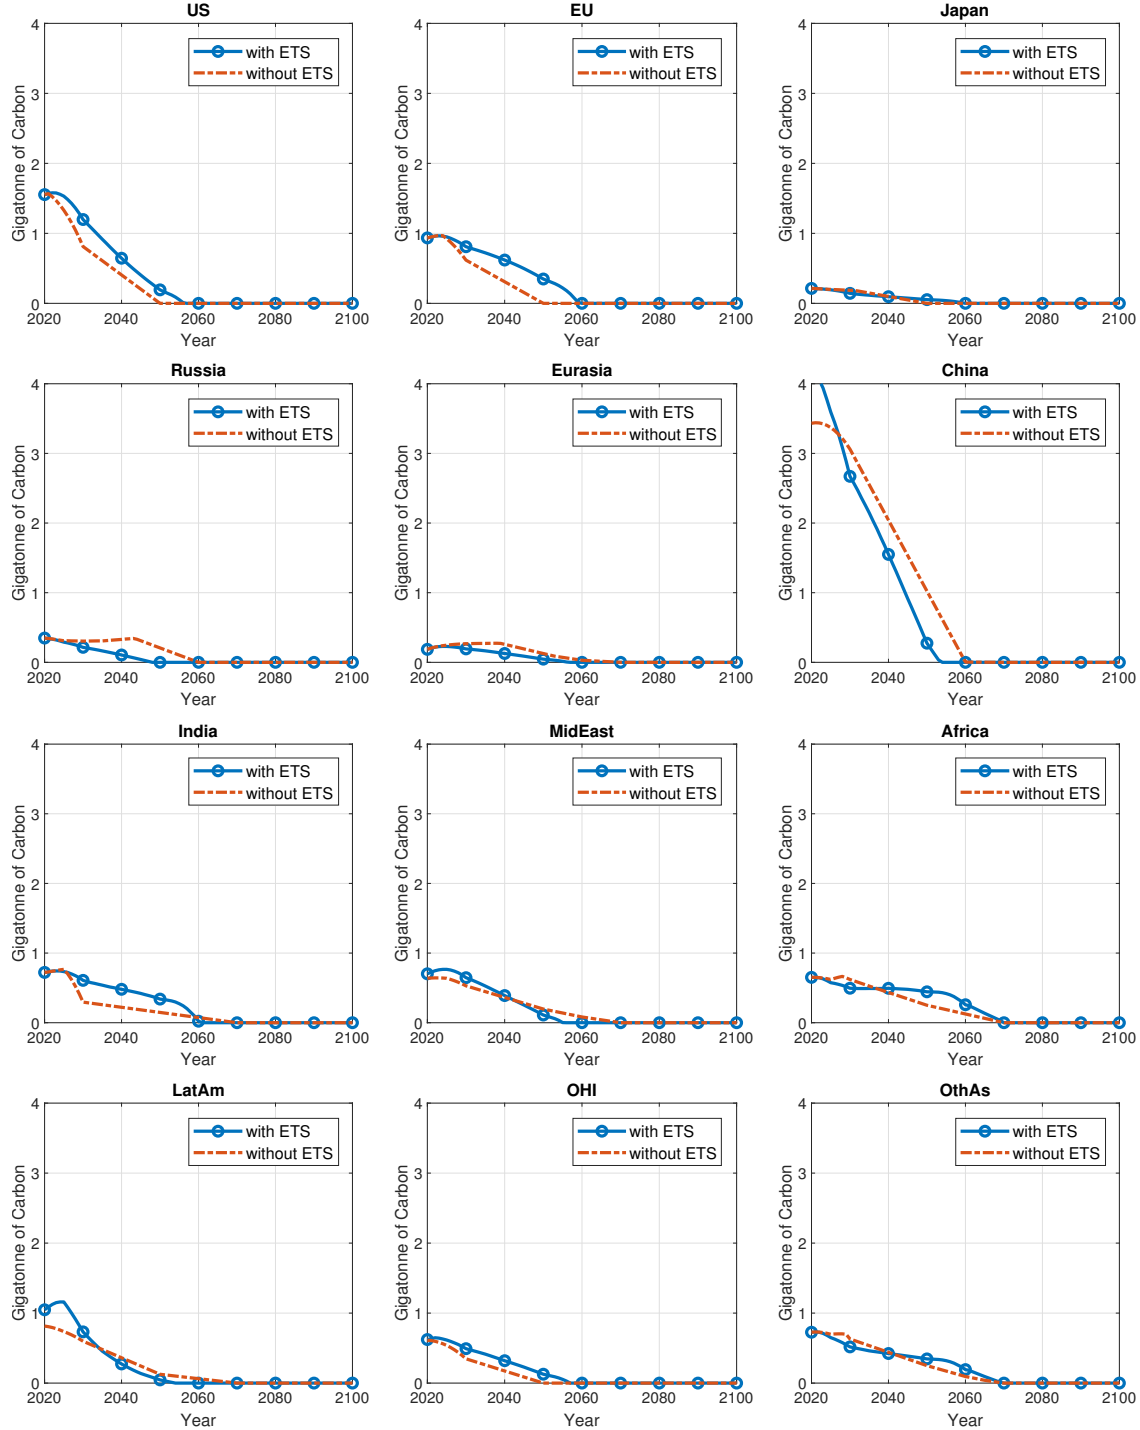 US
4
3
2
1
0
Gigatonne of Carbon
with ETS
without ETS
2020 2040 2060 2080 2100
Year
EU
4
3
2
1
0
Gigatonne of Carbon
with ETS
without ETS
2020 2040 2060 2080 2100
Year
Japan
4
3
2
1
0
Gigatonne of Carbon
with ETS
without ETS
2020 2040 2060 2080 2100
Year
Russia
4
3
2
1
0
Gigatonne of Carbon
with ETS
without ETS
2020 2040 2060 2080 2100
Year
Eurasia
4
3
2
1
0
Gigatonne of Carbon
with ETS
without ETS
2020 2040 2060 2080 2100
Year
China
4
3
2
1
0
Gigatonne of Carbon
with ETS
without ETS
2020 2040 2060 2080 2100
Year
India
4
3
2
1
0
Gigatonne of Carbon
with ETS
without ETS
2020 2040 2060 2080 2100
Year
MidEast
4
3
2
1
0
Gigatonne of Carbon
with ETS
without ETS
2020 2040 2060 2080 2100
Year
Africa
4
3
2
1
0
Gigatonne of Carbon
with ETS
without ETS
2020 2040 2060 2080 2100
Year
LatAm
4
3
2
1
0
Gigatonne of Carbon
with ETS
without ETS
2020 2040 2060 2080 2100
Year
OHI
4
3
2
1
0
Gigatonne of Carbon
with ETS
without ETS
2020 2040 2060 2080 2100
Year
OthAs
4
3
2
1
0
Gigatonne of Carbon
with ETS
without ETS
2020 2040 2060 2080 2100
Year